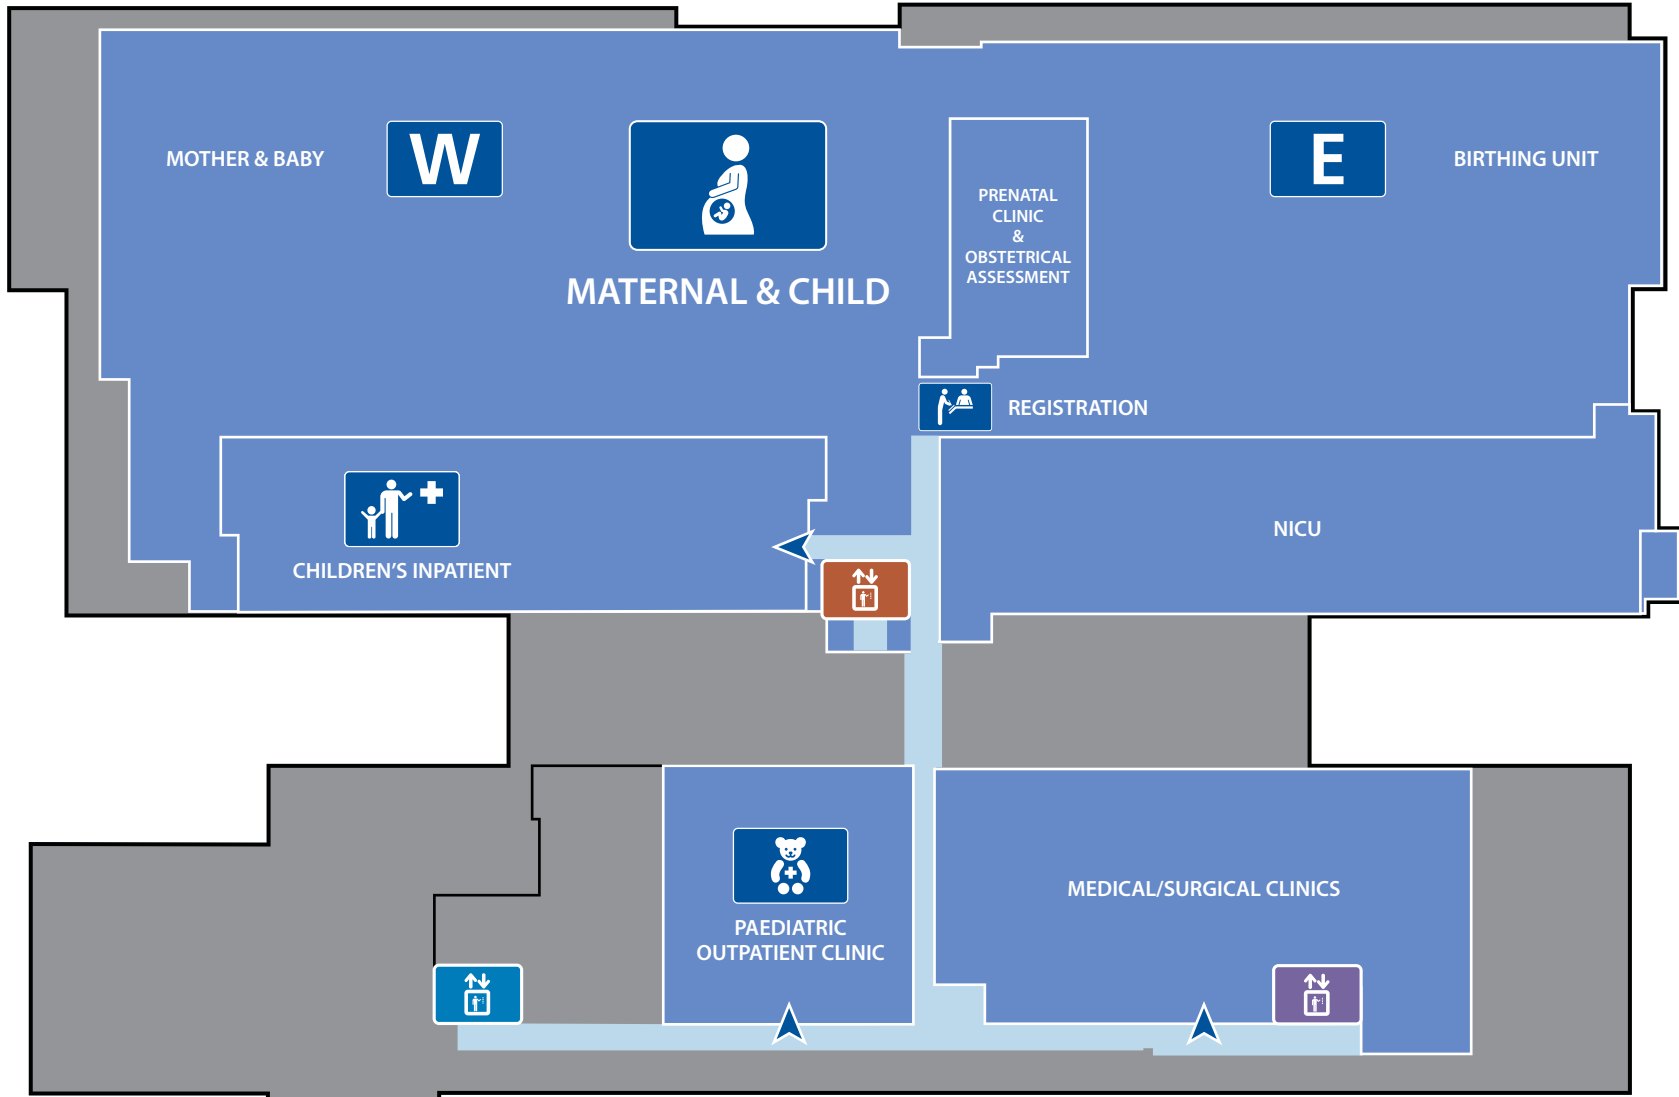 MOTHER & BABY
W
MATERNAL & CHILD
PRENATAL
CLINIC
&
OBSTETRICAL
ASSESSMENT
E
BIRTHING UNIT
REGISTRATION
CHILDREN'S INPATIENT
NICU
PAEDIATRIC
OUTPATIENT CLINIC
MEDICAL/SURGICAL CLINICS